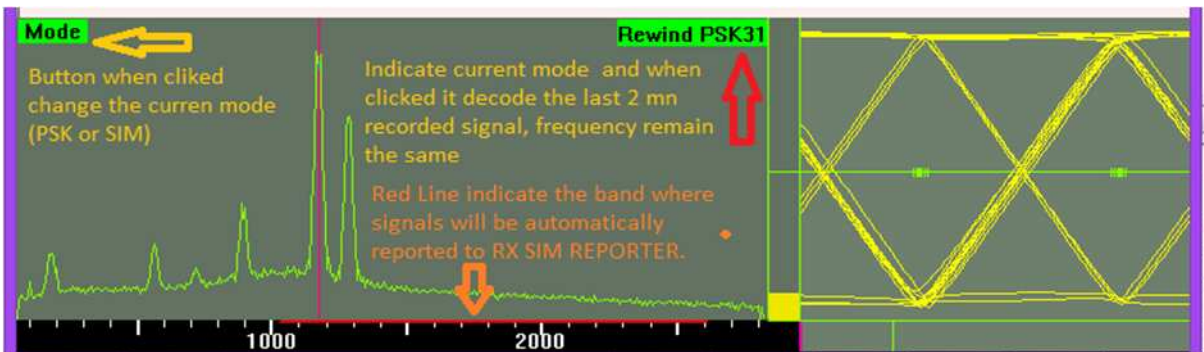 Mode
Rewind PSK31
Button when cliked
change the curren mode
(PSK or SIM)
Indicate current mode and when
clicked it decode the last 2 mn
recorded signal, frequency remain
the same
Red Line indicate the band where
signals will be automatically
reported to RX SIM REPORTER.
1000
2000